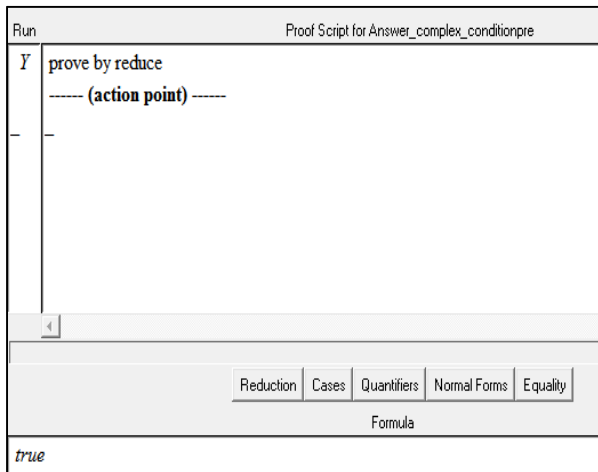 Run Proof Script for Answer_complex_conditionpre
Y prove by reduce
------ (action point) ------
Reduction Cases Quantifiers Normal Forms Equality
Formula
true